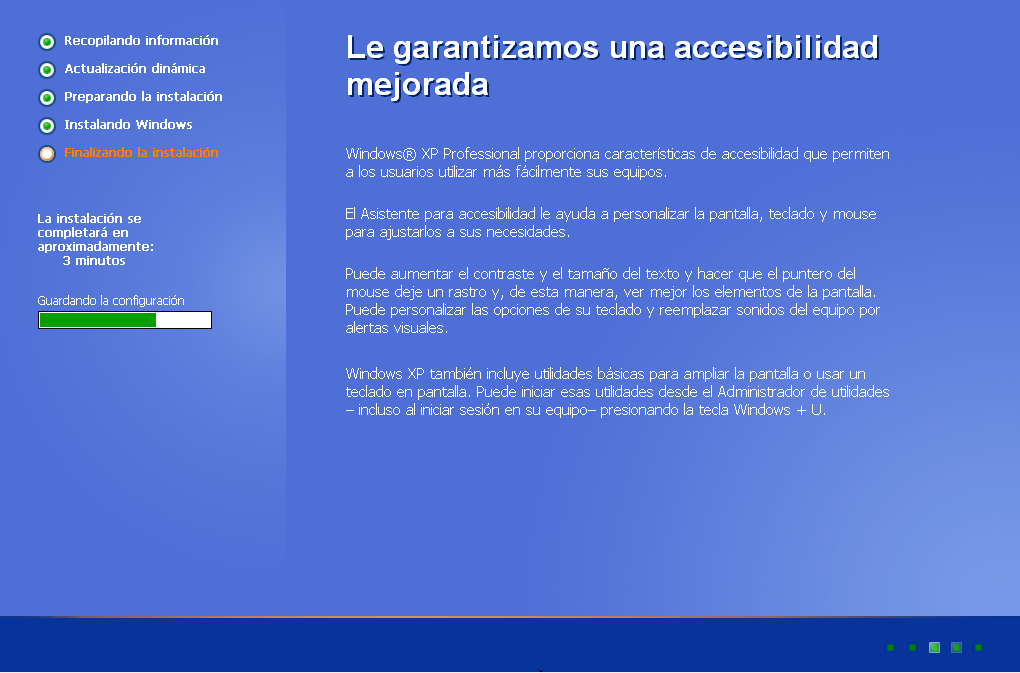 Recopilando información
Actualización dinámica
Preparando la instalación
Instalando Windows
Finalizando la instalación
La instalación se
completará en
aproximadamente:
3 minutos
Guardando la configuración
Le garantizamos una accesibilidad
mejorada
Windows® XP Professional proporciona características de accesibilidad que permiten
a los usuarios utilizar más fácilmente sus equipos.
El Asistente para accesibilidad le ayuda a personalizar la pantalla, teclado y mouse
para ajustarlos a sus necesidades.
Puede aumentar el contraste y el tamaño del texto y hacer que el puntero del
mouse deje un rastro y, de esta manera, ver mejor los elementos de la pantalla.
Puede personalizar las opciones de su teclado y reemplazar sonidos del equipo por
alertas visuales.
Windows XP también incluye utilidades básicas para ampliar la pantalla o usar un
teclado en pantalla. Puede iniciar esas utilidades desde el Administrador de utilidades
– incluso al iniciar sesión en su equipo– presionando la tecla Windows + U.